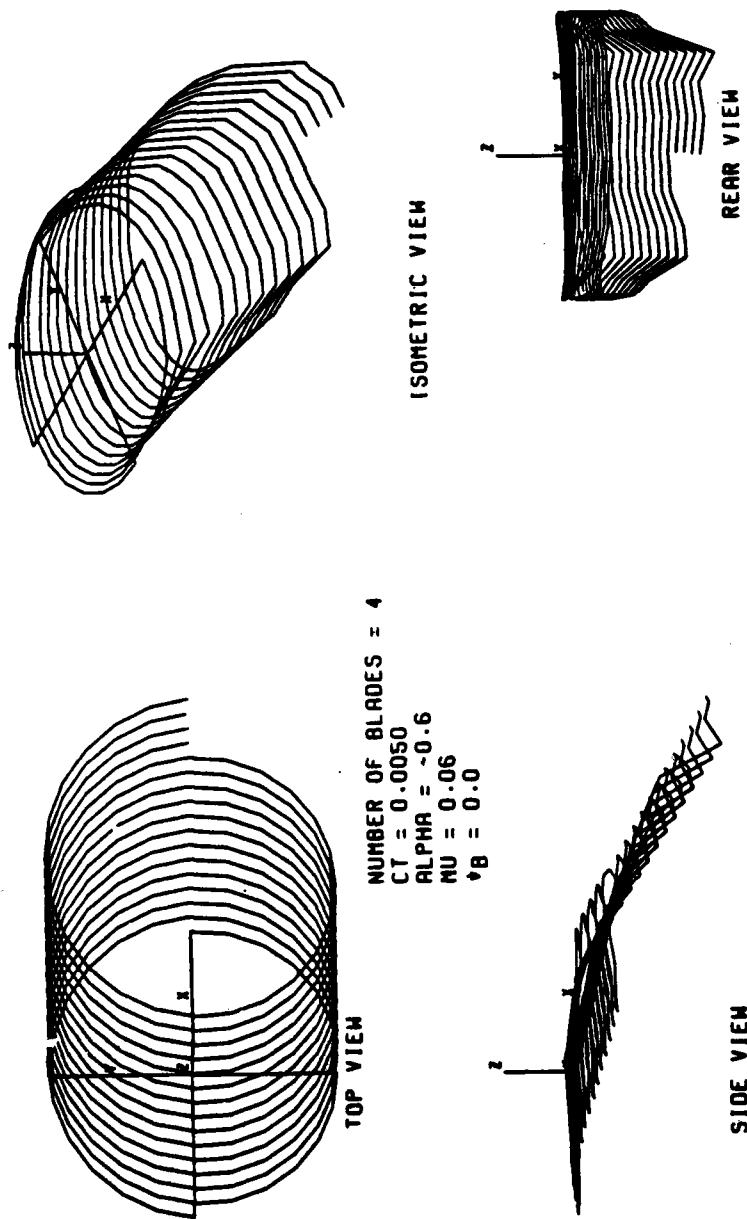 Z
Y
X
ISOMETRIC VIEW
Z
Y
X
REAR VIEW
Y
Z
X
TOP VIEW
NUMBER OF BLADES = 4
CT = 0.0050
ALPHA = -0.6
MU = 0.06
ΨB = 0.0
Z
X
SIDE VIEW